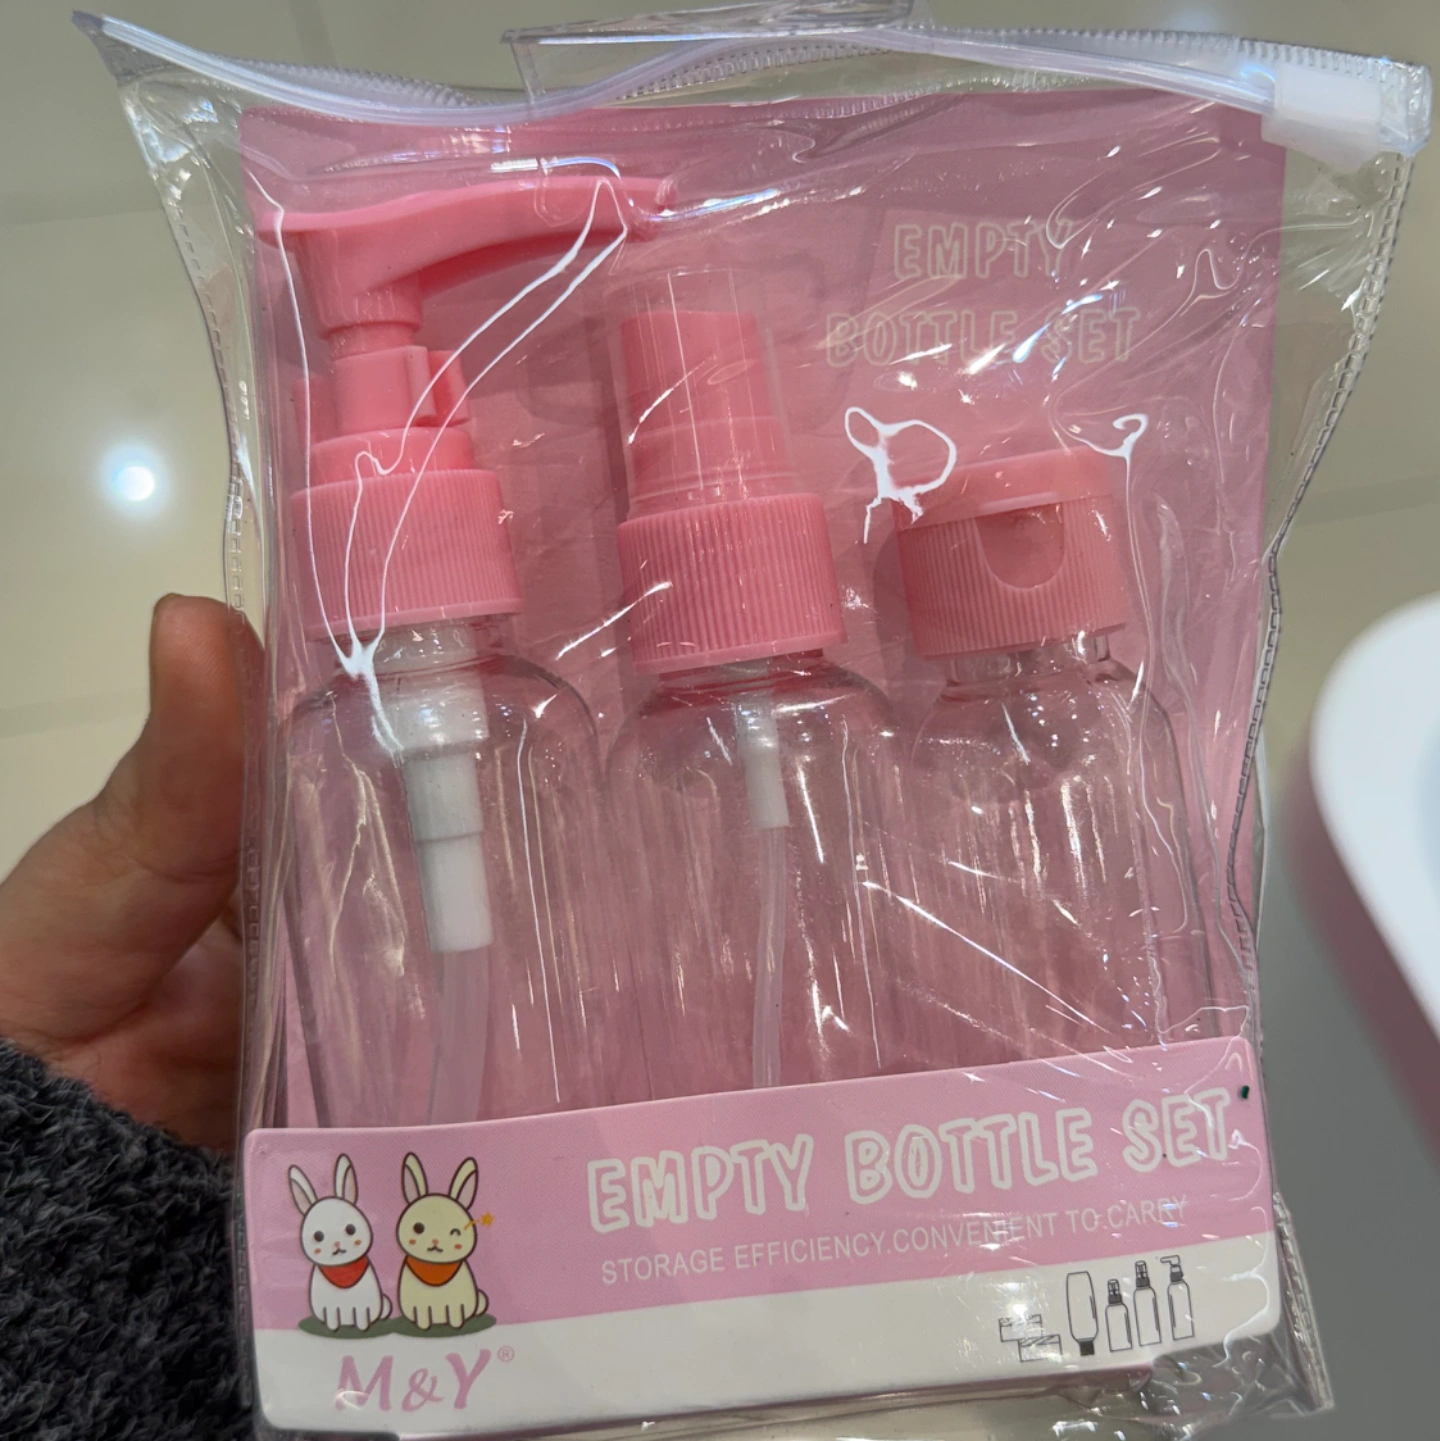 EMPTY
BOTTLE SET
EMPTY BOTTLE SET
STORAGE EFFICIENCY.CONVENIENT TO CARRY
M&Y®